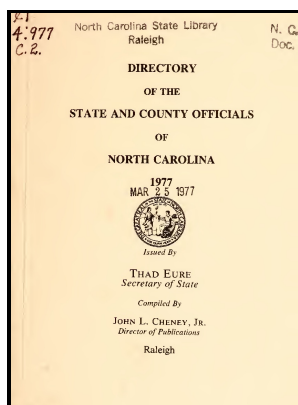 4:977
C.2.
North Carolina State Library
Raleigh
N. C.
Doc.
DIRECTORY
OF THE
STATE AND COUNTY OFFICIALS
OF
NORTH CAROLINA
1977
MAR 25 1977
Issued By
THAD EURE
Secretary of State
Compiled By
JOHN L. CHENEY, JR.
Director of Publications
Raleigh